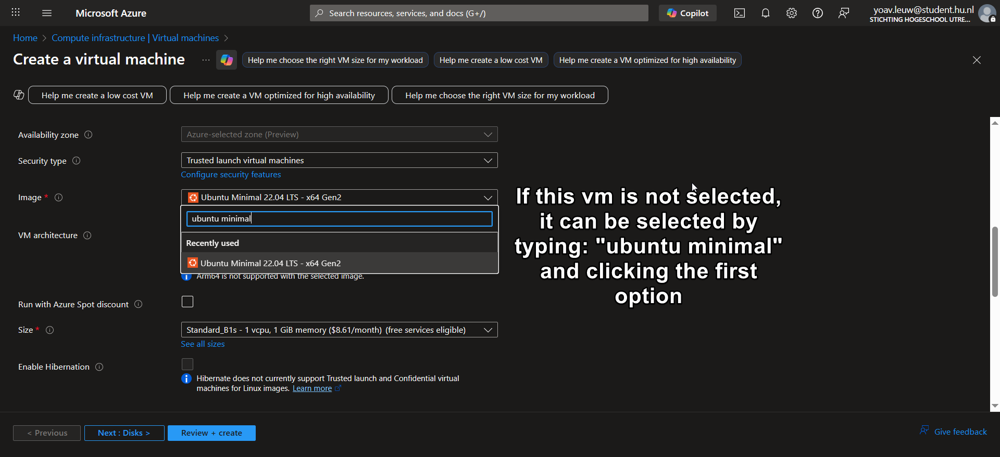 Microsoft Azure
Search resources, services, and docs (G+/)
Copilot
yoav.leuw@student.hu.nl
STICHTING HOGESCHOOL UTRE...
Home > Compute infrastructure | Virtual machines >
Create a virtual machine
...
Help me choose the right VM size for my workload
Help me create a low cost VM
Help me create a VM optimized for high availability
Help me create a low cost VM
Help me create a VM optimized for high availability
Help me choose the right VM size for my workload
Availability zone
Azure-selected zone (Preview)
Security type
Trusted launch virtual machines
Configure security features
Image *
Ubuntu Minimal 22.04 LTS - x64 Gen2
ubuntu minimal
VM architecture
Recently used
Ubuntu Minimal 22.04 LTS - x64 Gen2
Arm64 is not supported with the selected image.
If this vm is not selected,
it can be selected by
typing: "ubuntu minimal"
and clicking the first
option
Run with Azure Spot discount
Size *
Standard_B1s - 1 vcpu, 1 GiB memory ($8.61/month) (free services eligible)
See all sizes
Enable Hibernation
Hibernate does not currently support Trusted launch and Confidential virtual
machines for Linux images. Learn more
< Previous
Next : Disks >
Review + create
Give feedback